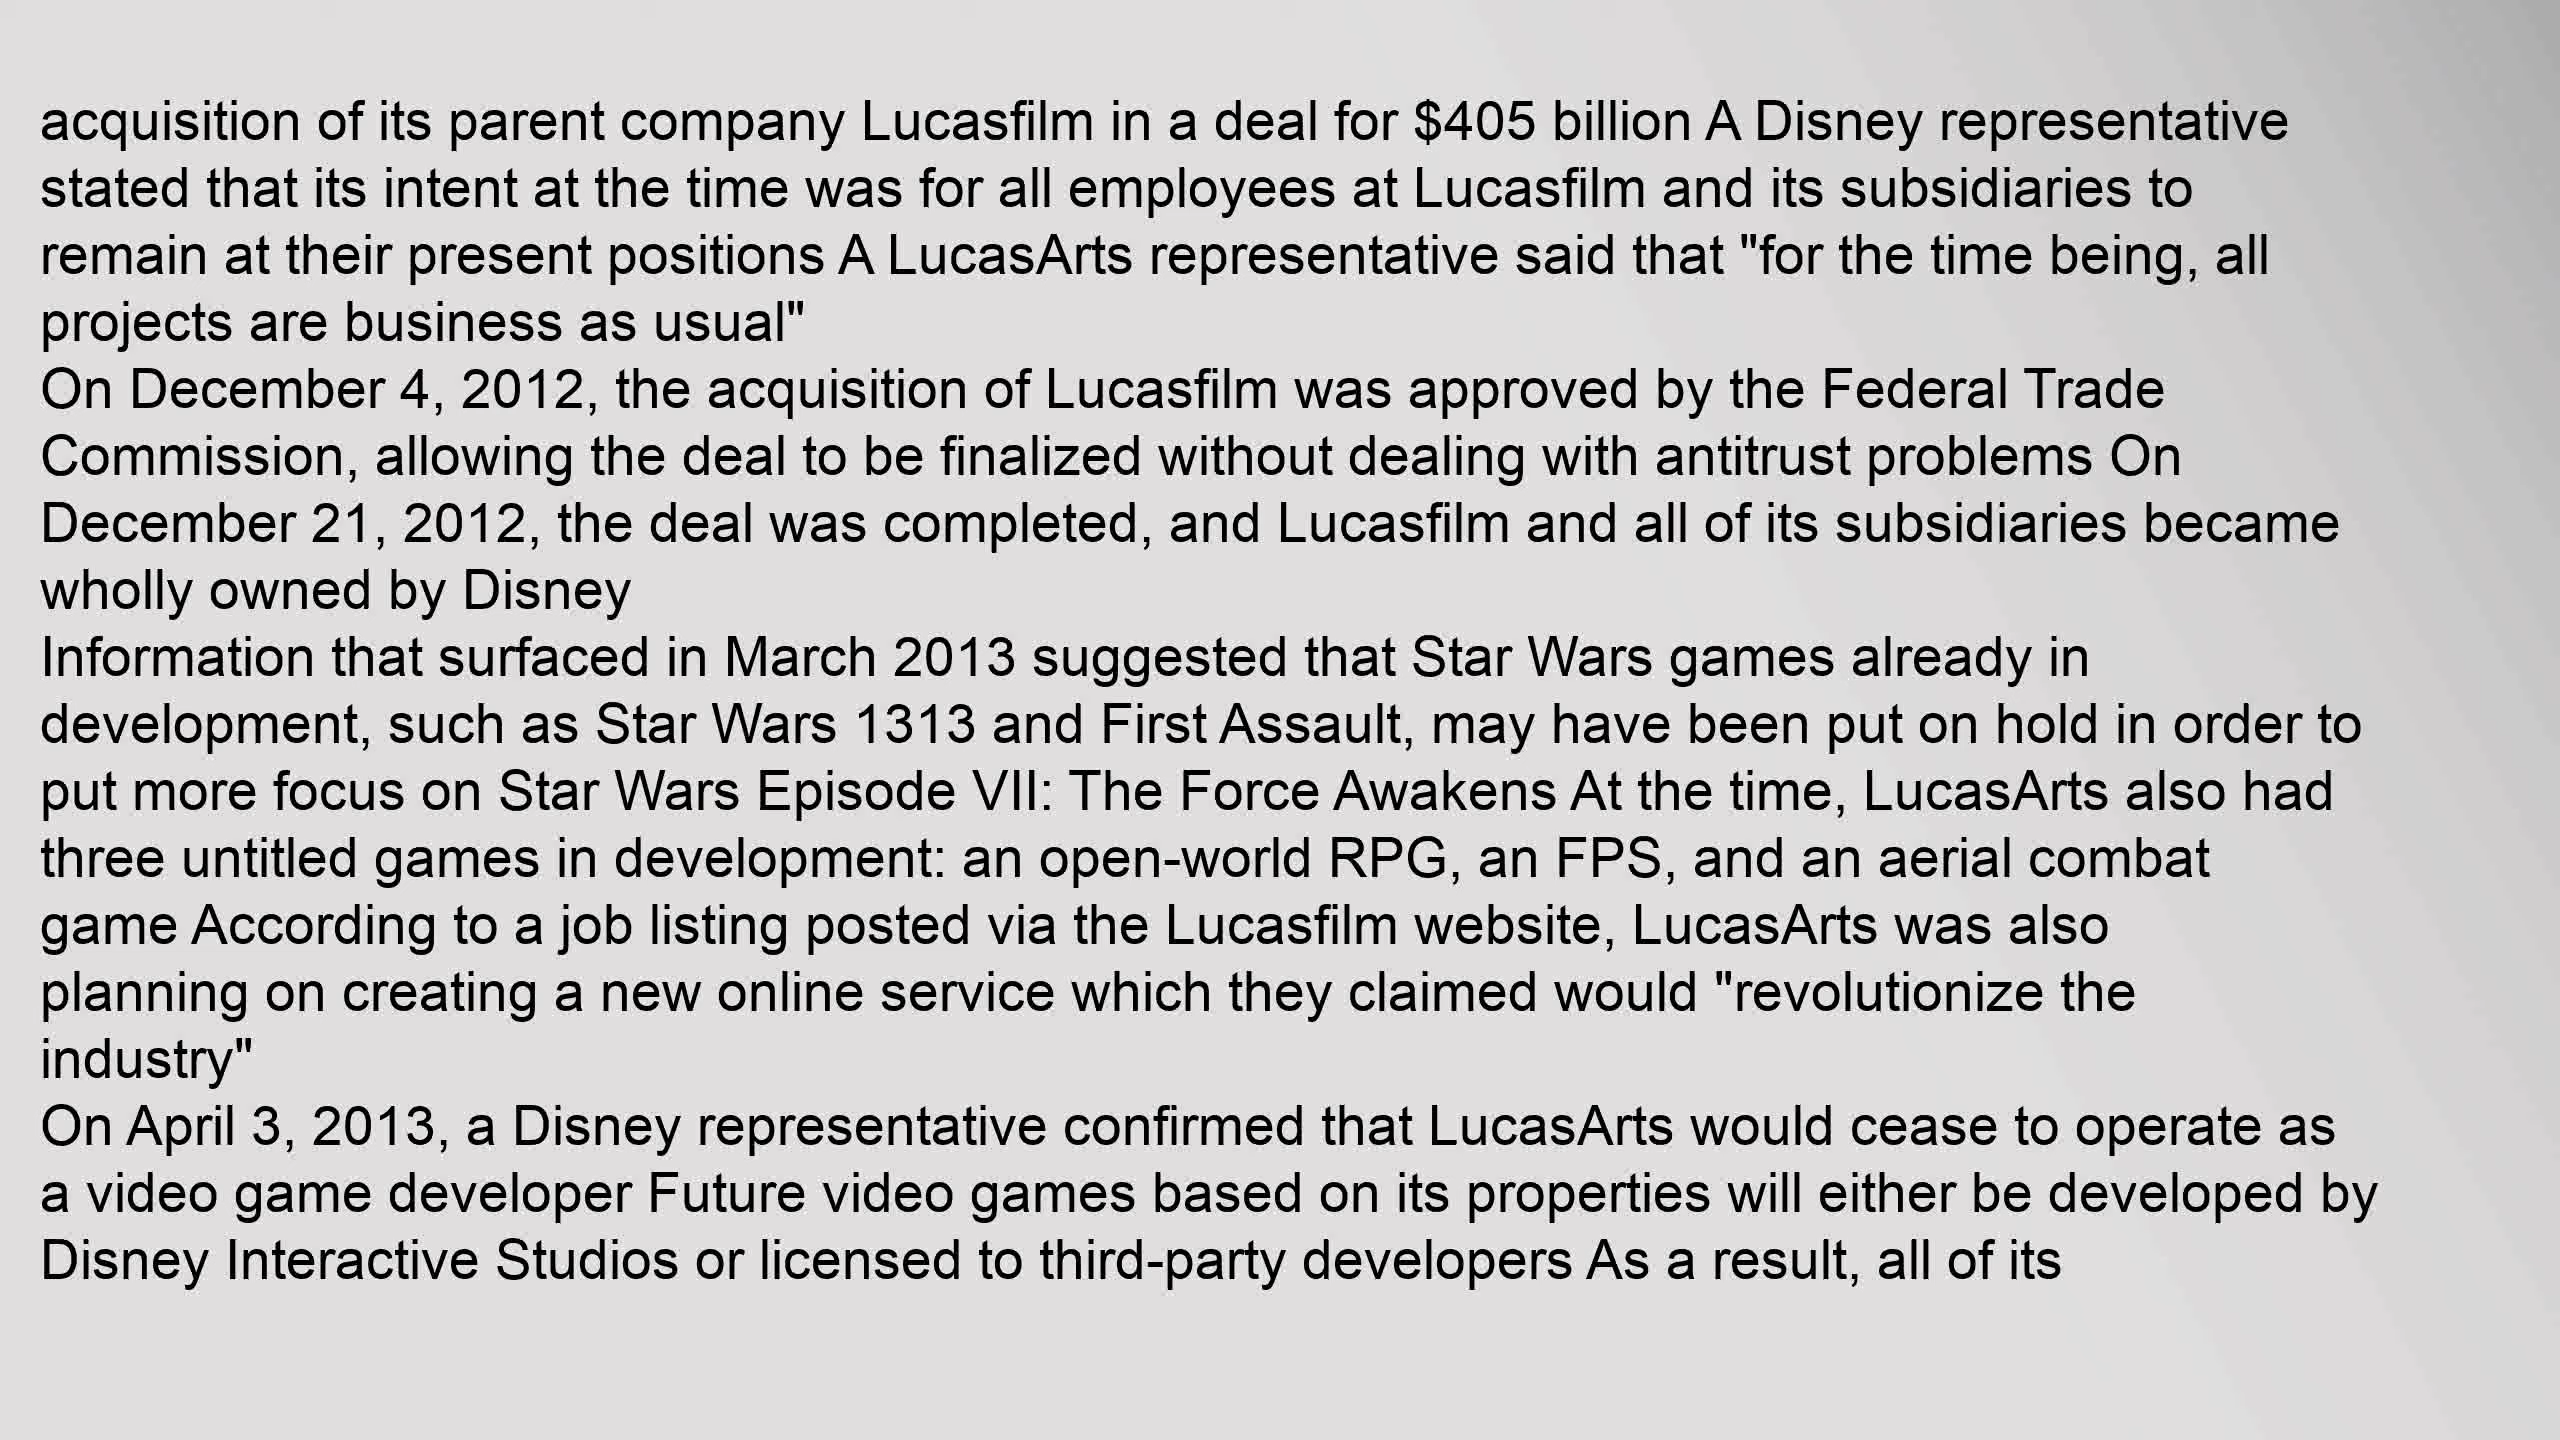 acquisition of its parent company Lucasfilm in a deal for $405 billion A Disney representative
stated that its intent at the time was for all employees at Lucasfilm and its subsidiaries to
remain at their present positions A LucasArts representative said that "for the time being, all
projects are business as usual"
On December 4, 2012, the acquisition of Lucasfilm was approved by the Federal Trade
Commission, allowing the deal to be finalized without dealing with antitrust problems On
December 21, 2012, the deal was completed, and Lucasfilm and all of its subsidiaries became
wholly owned by Disney
Information that surfaced in March 2013 suggested that Star Wars games already in
development, such as Star Wars 1313 and First Assault, may have been put on hold in order to
put more focus on Star Wars Episode VII: The Force Awakens At the time, LucasArts also had
three untitled games in development: an open-world RPG, an FPS, and an aerial combat
game According to a job listing posted via the Lucasfilm website, LucasArts was also
planning on creating a new online service which they claimed would "revolutionize the
industry"
On April 3, 2013, a Disney representative confirmed that LucasArts would cease to operate as
a video game developer Future video games based on its properties will either be developed by
Disney Interactive Studios or licensed to third-party developers As a result, all of its